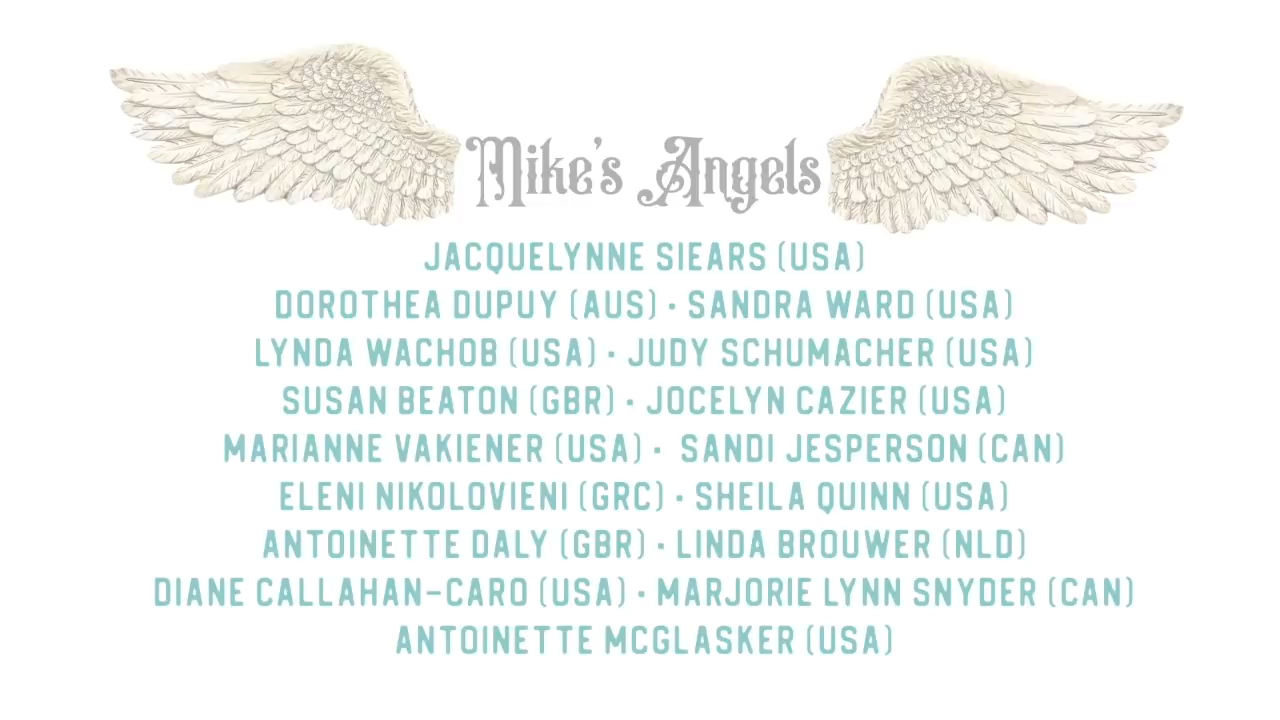 Mike's Angels
JACQUELYNNE SIEARS (USA)
DOROTHEA DUPUY (AUS) • SANDRA WARD (USA)
LYNDA WACHOB (USA) • JUDY SCHUMACHER (USA)
SUSAN BEATON (GBR) • JOCELYN CAZIER (USA)
MARIANNE VAKIENER (USA) • SANDI JESPERSON (CAN)
ELENI NIKOLOVIENI (GRC) • SHEILA QUINN (USA)
ANTOINETTE DALY (GBR) • LINDA BROUWER (NLD)
DIANE CALLAHAN-CARO (USA) • MARJORIE LYNN SNYDER (CAN)
ANTOINETTE MCGLASKER (USA)